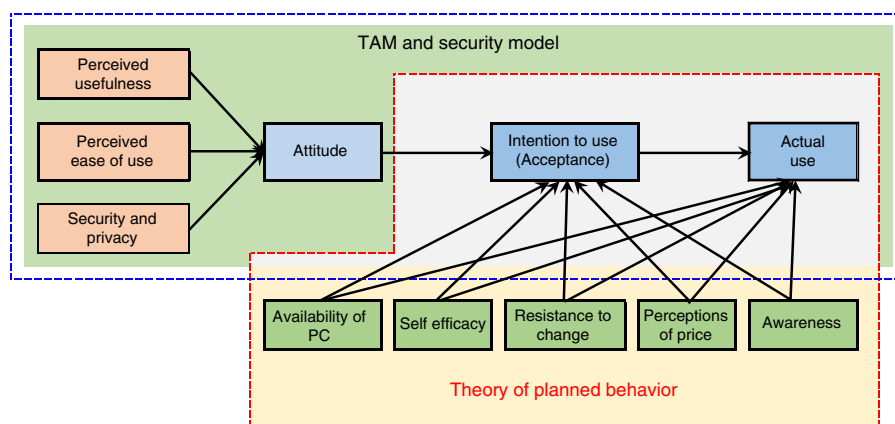 TAM and security model
Perceived
usefulness
Perceived
ease of use
Security and
privacy
Attitude
Intention to use
(Acceptance)
Actual
use
Availability of
PC
Self efficacy
Resistance to
change
Perceptions
of price
Awareness
Theory of planned behavior